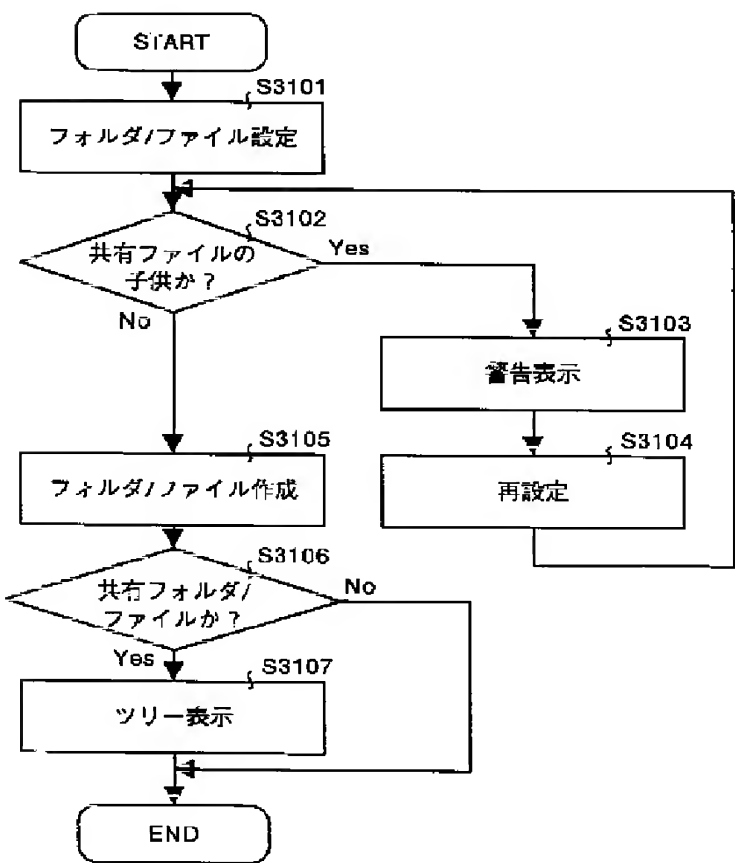 START
S3101
フォルダ/ファイル設定
S3102
共有ファイルの
子供か？
Yes
No
S3103
警告表示
S3104
再設定
S3105
フォルダ/ファイル作成
S3106
共有フォルダ/
ファイルか？
No
Yes
S3107
ツリー表示
END